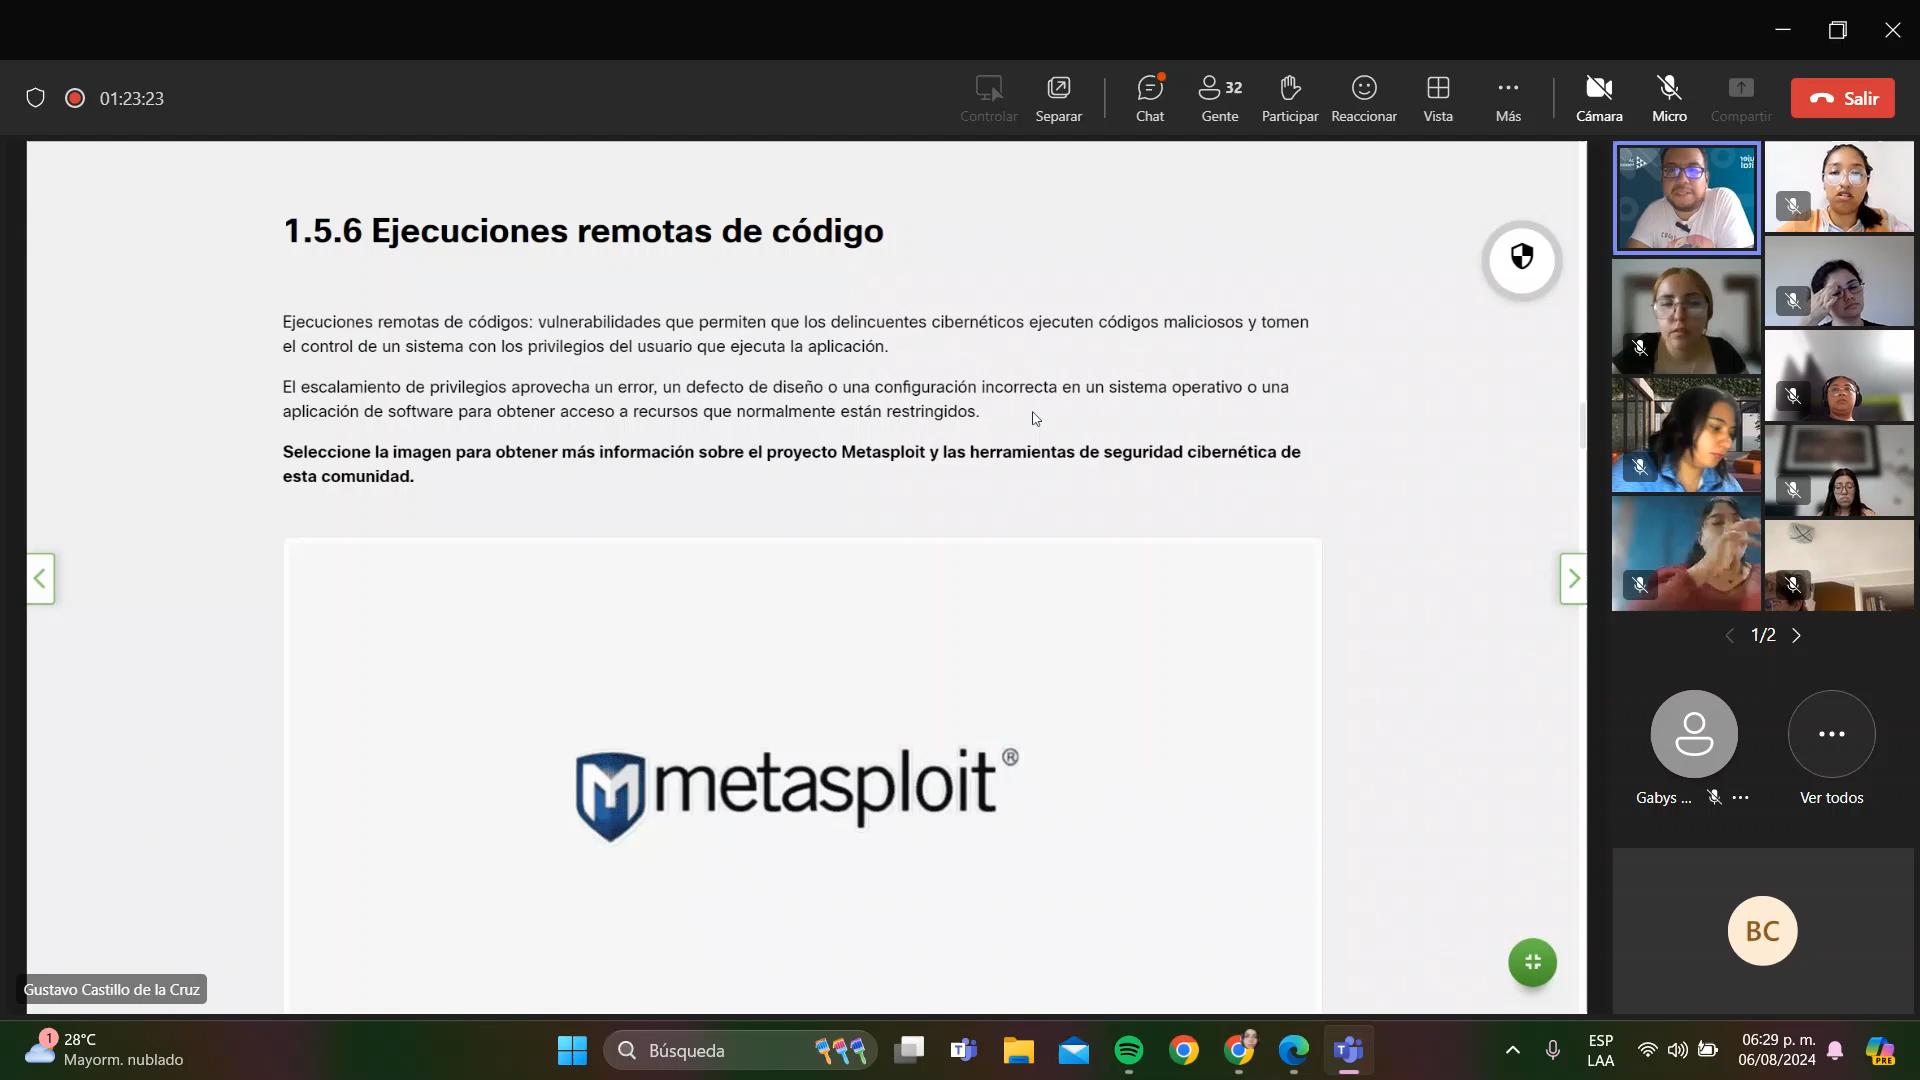 01:23:23
Controlar
Separar
Chat
32
Gente
Participar
Reaccionar
Vista
Más
Cámara
Micro
Compartir
Salir
1.5.6 Ejecuciones remotas de código
Ejecuciones remotas de códigos: vulnerabilidades que permiten que los delincuentes cibernéticos ejecuten códigos maliciosos y tomen
el control de un sistema con los privilegios del usuario que ejecuta la aplicación.
El escalamiento de privilegios aprovecha un error, un defecto de diseño o una configuración incorrecta en un sistema operativo o una
aplicación de software para obtener acceso a recursos que normalmente están restringidos.
Seleccione la imagen para obtener más información sobre el proyecto Metasploit y las herramientas de seguridad cibernética de
esta comunidad.
metasploit®
Gustavo Castillo de la Cruz
1/2
Gabys ...
Ver todos
BC
1
28°C
Mayorm. nublado
Búsqueda
ESP
LAA
06:29 p. m.
06/08/2024
PRE